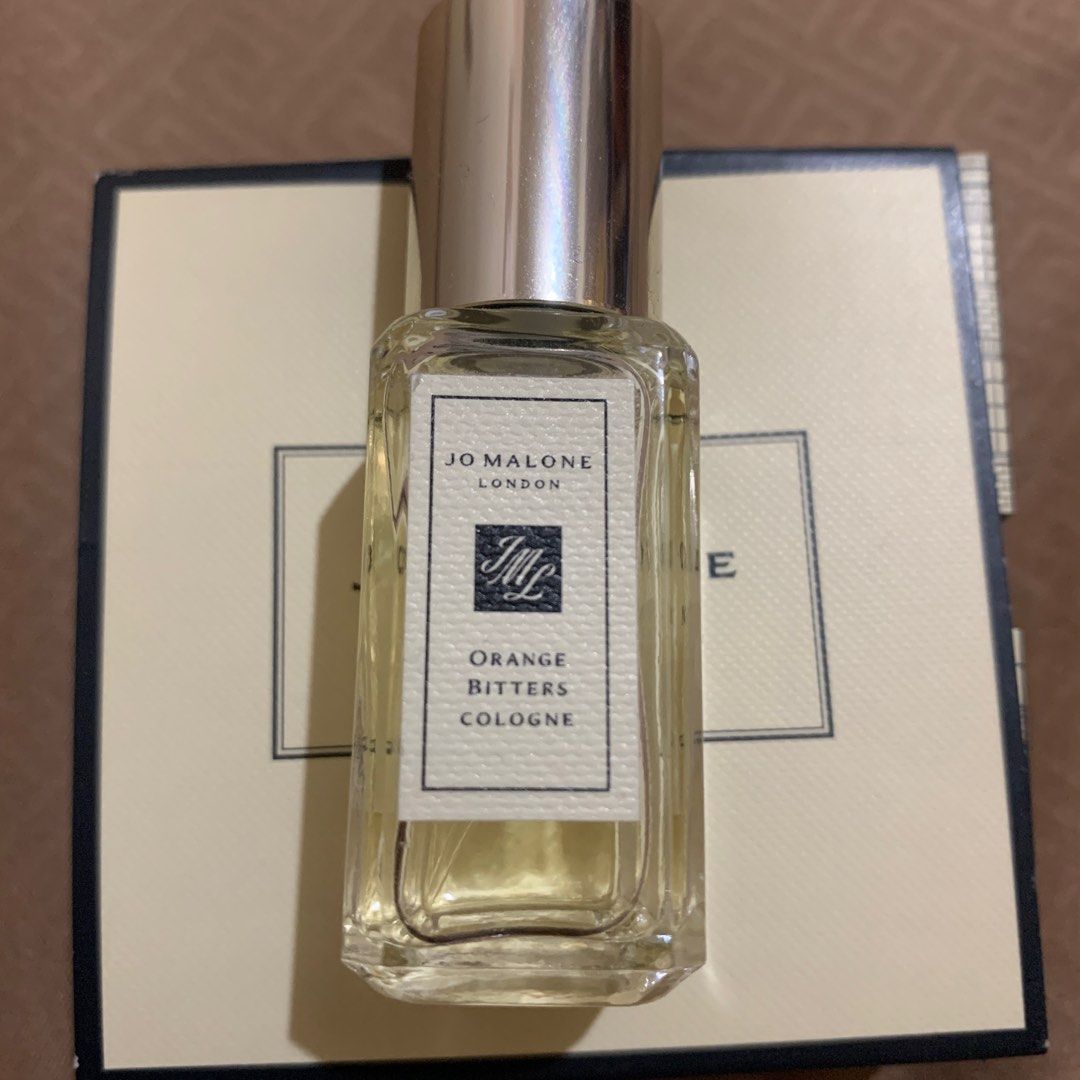 JO MALONE
LONDON
JML
ORANGE
BITTERS
COLOGNE